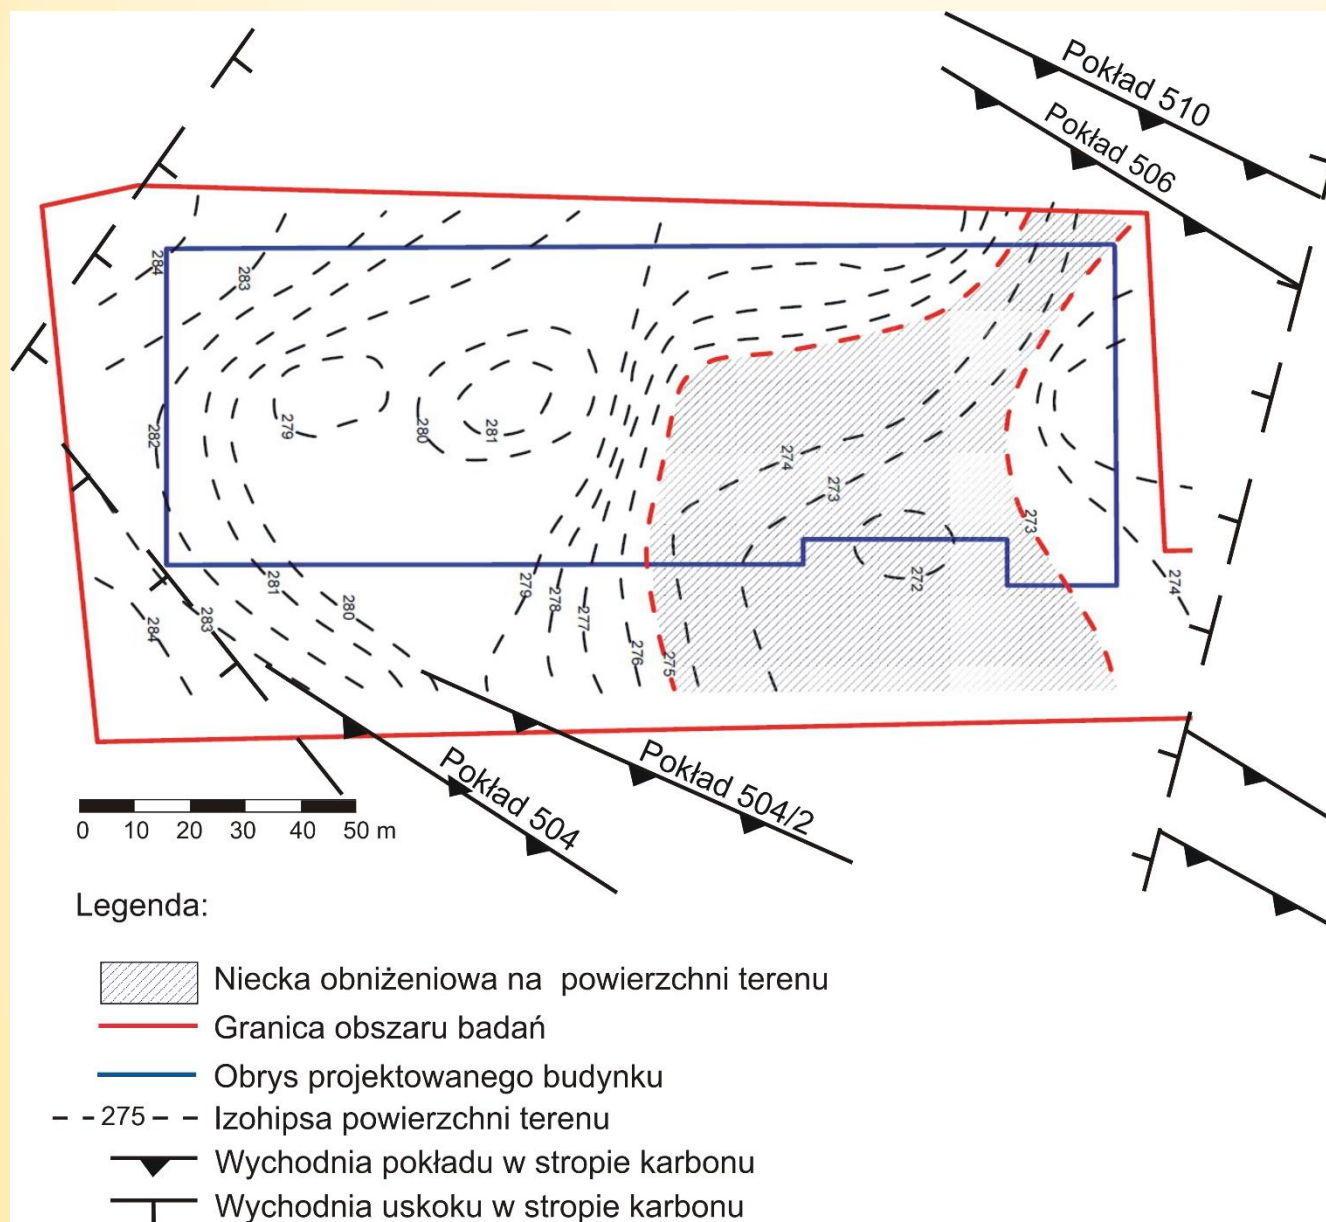 Pokład 510
Pokład 506
284
283
279
280
281
282
274
273
273
272
274
281
280
283
284
279
278
277
276
275
Pokład 504
Pokład 504/2
0 10 20 30 40 50 m
Legenda:
Niecka obniżeniowa na powierzchni terenu
Granica obszaru badań
Obrys projektowanego budynku
275 Izohipsa powierzchni terenu
Wychodnia pokładu w stropie karbonu
Wychodnia uskoku w stropie karbonu